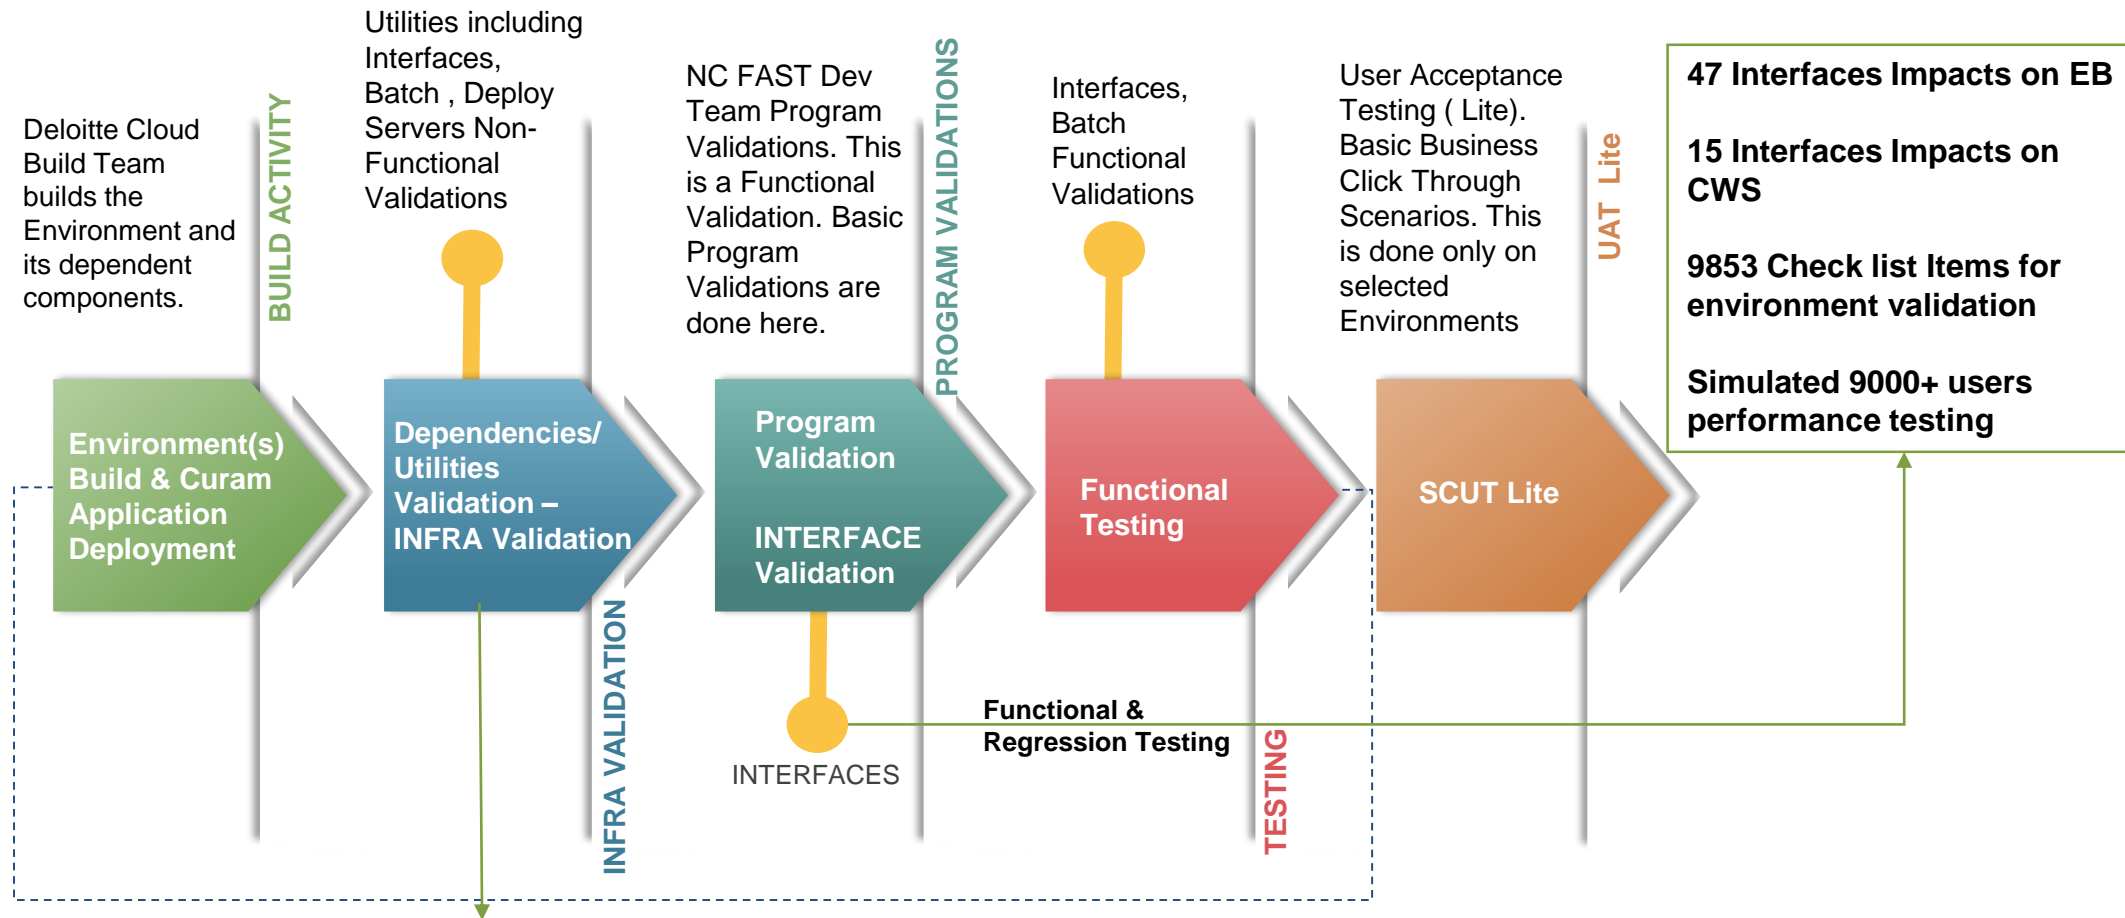 Deloitte Cloud
Build Team
builds the
Environment and
its dependent
components.
BUILD ACTIVITY
Utilities including
Interfaces,
Batch , Deploy
Servers Non-
Functional
Validations
NC FAST Dev
Team Program
Validations. This
is a Functional
Validation. Basic
Program
Validations are
done here.
PROGRAM VALIDATIONS
Interfaces,
Batch
Functional
Validations
User Acceptance
Testing ( Lite).
Basic Business
Click Through
Scenarios. This
is done only on
selected
Environments
UAT Lite
47 Interfaces Impacts on EB
15 Interfaces Impacts on
CWS
9853 Check list Items for
environment validation
Simulated 9000+ users
performance testing
Environment(s)
Build & Curam
Application
Deployment
Dependencies/
Utilities
Validation –
INFRA Validation
Program
Validation
INTERFACE
Validation
Functional
Testing
SCUT Lite
INFRA VALIDATION
INTERFACES
Functional &
Regression Testing
TESTING